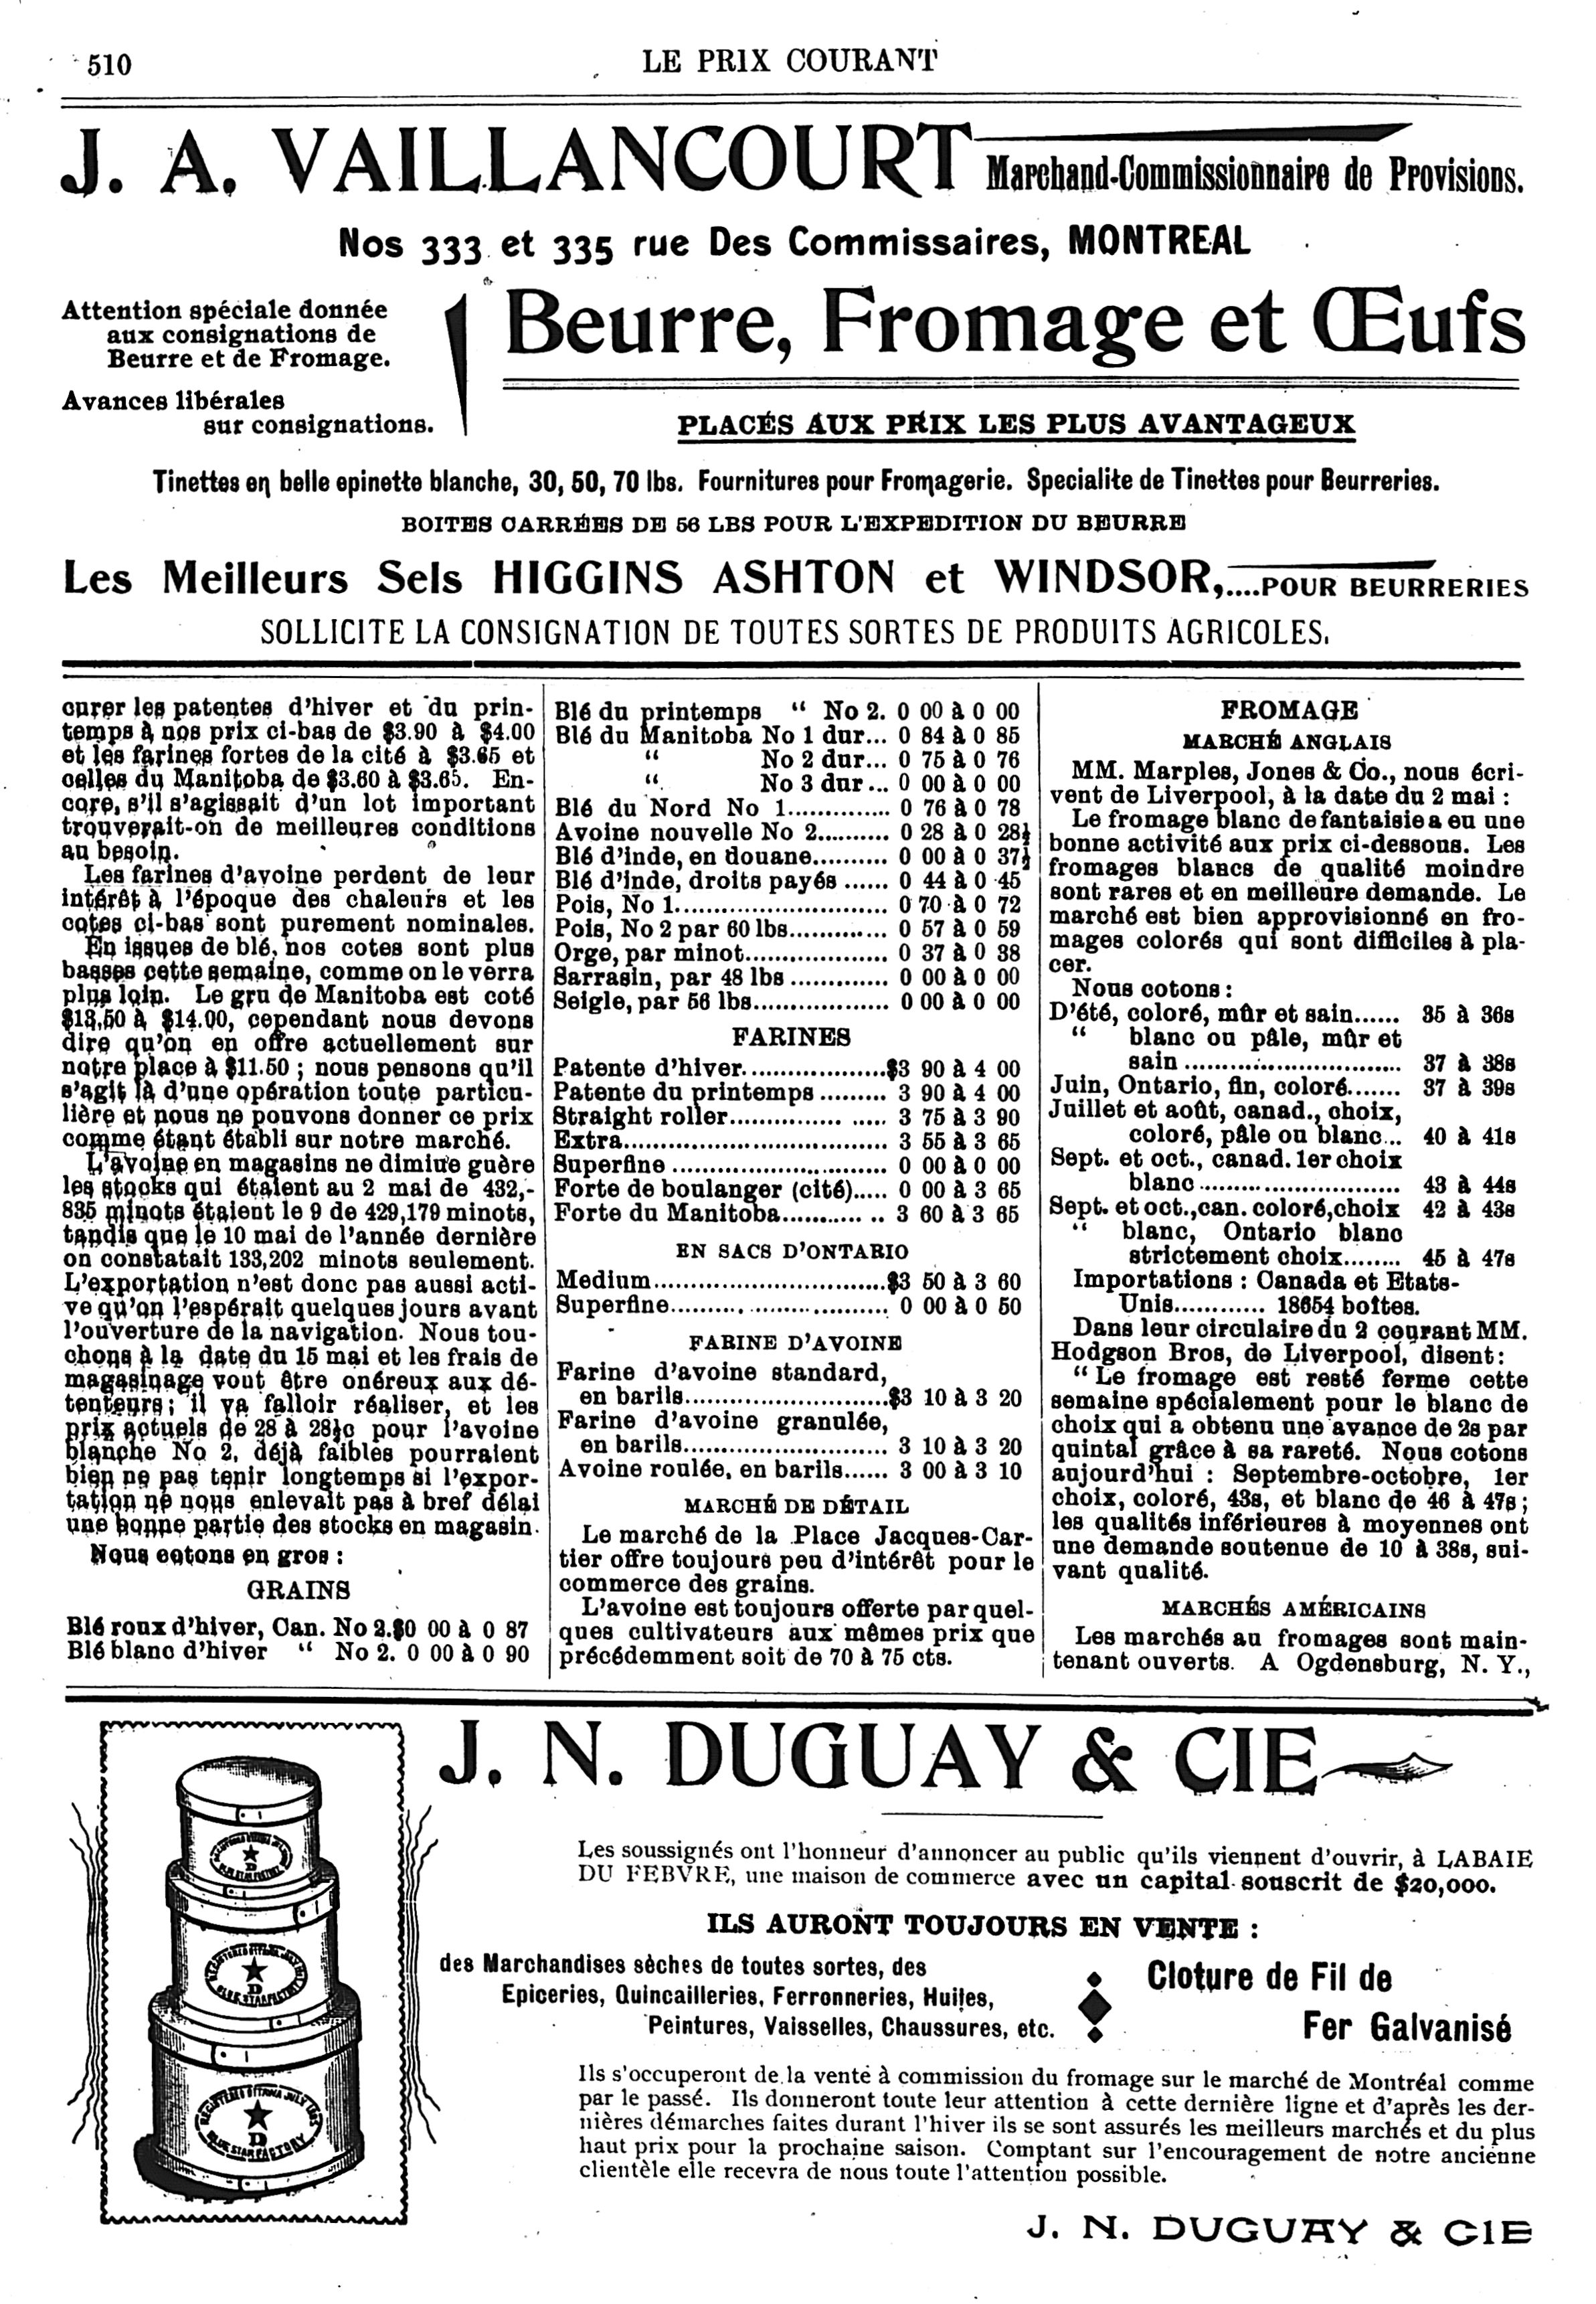 510
LE PRIX COURANT
J. A. VAILLANCOURT Marchand-Commissionnaire de Provisions.
Nos 333 et 335 rue Des Commissaires, MONTREAL
Attention spéciale donnée
aux consignations de
Beurre et de Fromage.
Avances libérales
sur consignations.
Beurre, Fromage et Œufs
PLACÉS AUX PRIX LES PLUS AVANTAGEUX
Tinettes en belle epinette blanche, 30, 50, 70 lbs. Fournitures pour Fromagerie. Specialite de Tinettes pour Beurreries.
BOITES CARRÉES DE 56 LBS POUR L'EXPEDITION DU BEURRE
Les Meilleurs Sels HIGGINS ASHTON et WINDSOR,....POUR BEURRERIES
SOLLICITE LA CONSIGNATION DE TOUTES SORTES DE PRODUITS AGRICOLES.
curer les patentes d'hiver et du prin-
temps à nos prix ci-bas de $3.90 à $4.00
et les farines fortes de la cité à $3.65 et
celles du Manitoba de $3.60 à $3.65. En-
core, s'il s'agissait d'un lot important
trouverait-on de meilleures conditions
au besoin.
Les farines d'avoine perdent de leur
intérêt à l'époque des chaleurs et les
cotes ci-bas sont purement nominales.
En issues de blé, nos cotes sont plus
basses cette semaine, comme on le verra
plus loin. Le gru de Manitoba est coté
$13,50 à $14.00, cependant nous devons
dire qu'on en offre actuellement sur
notre place à $11.50 ; nous pensons qu'il
s'agit là d'une opération toute particu-
lière et nous ne pouvons donner ce prix
comme étant établi sur notre marché.
L'avoine en magasins ne diminue guère
les stocks qui étaient au 2 mai de 432,-
835 minots étaient le 9 de 429,179 minots,
tandis que le 10 mai de l'année dernière
on constatait 133,202 minots seulement.
L'exportation n'est donc pas aussi acti-
ve qu'on l'espérait quelques jours avant
l'ouverture de la navigation. Nous tou-
chons à la date du 15 mai et les frais de
magasinage vout être onéreux aux dé-
tenteurs ; il va falloir réaliser, et les
prix actuels de 28 à 28½c pour l'avoine
blanche No 2, déjà faibles pourraient
bien ne pas tenir longtemps si l'expor-
tation ne nous enlevait pas à bref délai
une bonne partie des stocks en magasin.
Nous cotons en gros :
GRAINS
Blé roux d'hiver, Can. No 2.$0 00 à 0 87
Blé blanc d'hiver " No 2. 0 00 à 0 90
Blé du printemps " No 2. 0 00 à 0 00
Blé du Manitoba No 1 dur... 0 84 à 0 85
" No 2 dur... 0 75 à 0 76
" No 3 dur... 0 00 à 0 00
Blé du Nord No 1............. 0 76 à 0 78
Avoine nouvelle No 2......... 0 28 à 0 28½
Blé d'inde, en douane.......... 0 00 à 0 37½
Blé d'inde, droits payés ...... 0 44 à 0 45
Pois, No 1............................ 0 70 à 0 72
Pois, No 2 par 60 lbs............. 0 57 à 0 59
Orge, par minot................... 0 37 à 0 38
Sarrasin, par 48 lbs ............. 0 00 à 0 00
Seigle, par 56 lbs.................. 0 00 à 0 00
FARINES
Patente d'hiver...................$3 90 à 4 00
Patente du printemps ......... 3 90 à 4 00
Straight roller.............. ..... 3 75 à 3 90
Extra................................... 3 55 à 3 65
Superfine ............................ 0 00 à 0 00
Forte de boulanger (cité)..... 0 00 à 3 65
Forte du Manitoba........... .. 3 60 à 3 65
EN SACS D'ONTARIO
Medium...............................$3 50 à 3 60
Superfine......... .................. 0 00 à 0 50
FARINE D'AVOINE
Farine d'avoine standard,
en barils...........................$3 10 à 3 20
Farine d'avoine granulée,
en barils........................... 3 10 à 3 20
Avoine roulée, en barils...... 3 00 à 3 10
MARCHÉ DE DÉTAIL
Le marché de la Place Jacques-Car-
tier offre toujours peu d'intérêt pour le
commerce des grains.
L'avoine est toujours offerte par quel-
ques cultivateurs aux mêmes prix que
précédemment soit de 70 à 75 cts.
FROMAGE
MARCHÉ ANGLAIS
MM. Marples, Jones & Co., nous écri-
vent de Liverpool, à la date du 2 mai :
Le fromage blanc de fantaisie a eu une
bonne activité aux prix ci-dessous. Les
fromages blancs de qualité moindre
sont rares et en meilleure demande. Le
marché est bien approvisionné en fro-
mages colorés qui sont difficiles à pla-
cer.
Nous cotons :
D'été, coloré, mûr et sain...... 35 à 36s
" blanc ou pâle, mûr et
sain ............................. 37 à 38s
Juin, Ontario, fin, coloré....... 37 à 39s
Juillet et août, canad., choix,
coloré, pâle ou blanc... 40 à 41s
Sept. et oct., canad. 1er choix
blanc ........................... 43 à 44s
Sept. et oct., can. coloré, choix 42 à 43s
" blanc, Ontario blanc
strictement choix........ 45 à 47s
Importations : Canada et Etats-
Unis............ 18654 boîtes.
Dans leur circulaire du 2 courant MM.
Hodgson Bros, de Liverpool, disent :
" Le fromage est resté ferme cette
semaine spécialement pour le blanc de
choix qui a obtenu une avance de 2s par
quintal grâce à sa rareté. Nous cotons
aujourd'hui : Septembre-octobre, 1er
choix, coloré, 43s, et blanc de 46 à 47s ;
les qualités inférieures à moyennes ont
une demande soutenue de 10 à 38s, sui-
vant qualité.
MARCHÉS AMÉRICAINS
Les marchés au fromages sont main-
tenant ouverts. A Ogdensburg, N. Y.,
J. N. DUGUAY & CIE
Les soussignés ont l'honneur d'annoncer au public qu'ils viennent d'ouvrir, à LABAIE
DU FEBVRE, une maison de commerce avec un capital souscrit de $20,000.
ILS AURONT TOUJOURS EN VENTE :
des Marchandises sèches de toutes sortes, des
Epiceries, Quincailleries, Ferronneries, Huiles,
Peintures, Vaisselles, Chaussures, etc.
Cloture de Fil de
Fer Galvanisé
Ils s'occuperont de la vente à commission du fromage sur le marché de Montréal comme
par le passé. Ils donneront toute leur attention à cette dernière ligne et d'après les der-
nières démarches faites durant l'hiver ils se sont assurés les meilleurs marchés et du plus
haut prix pour la prochaine saison. Comptant sur l'encouragement de notre ancienne
clientèle elle recevra de nous toute l'attention possible.
J. N. DUGUAY & CIE
D
BLUE STAR FACTORY